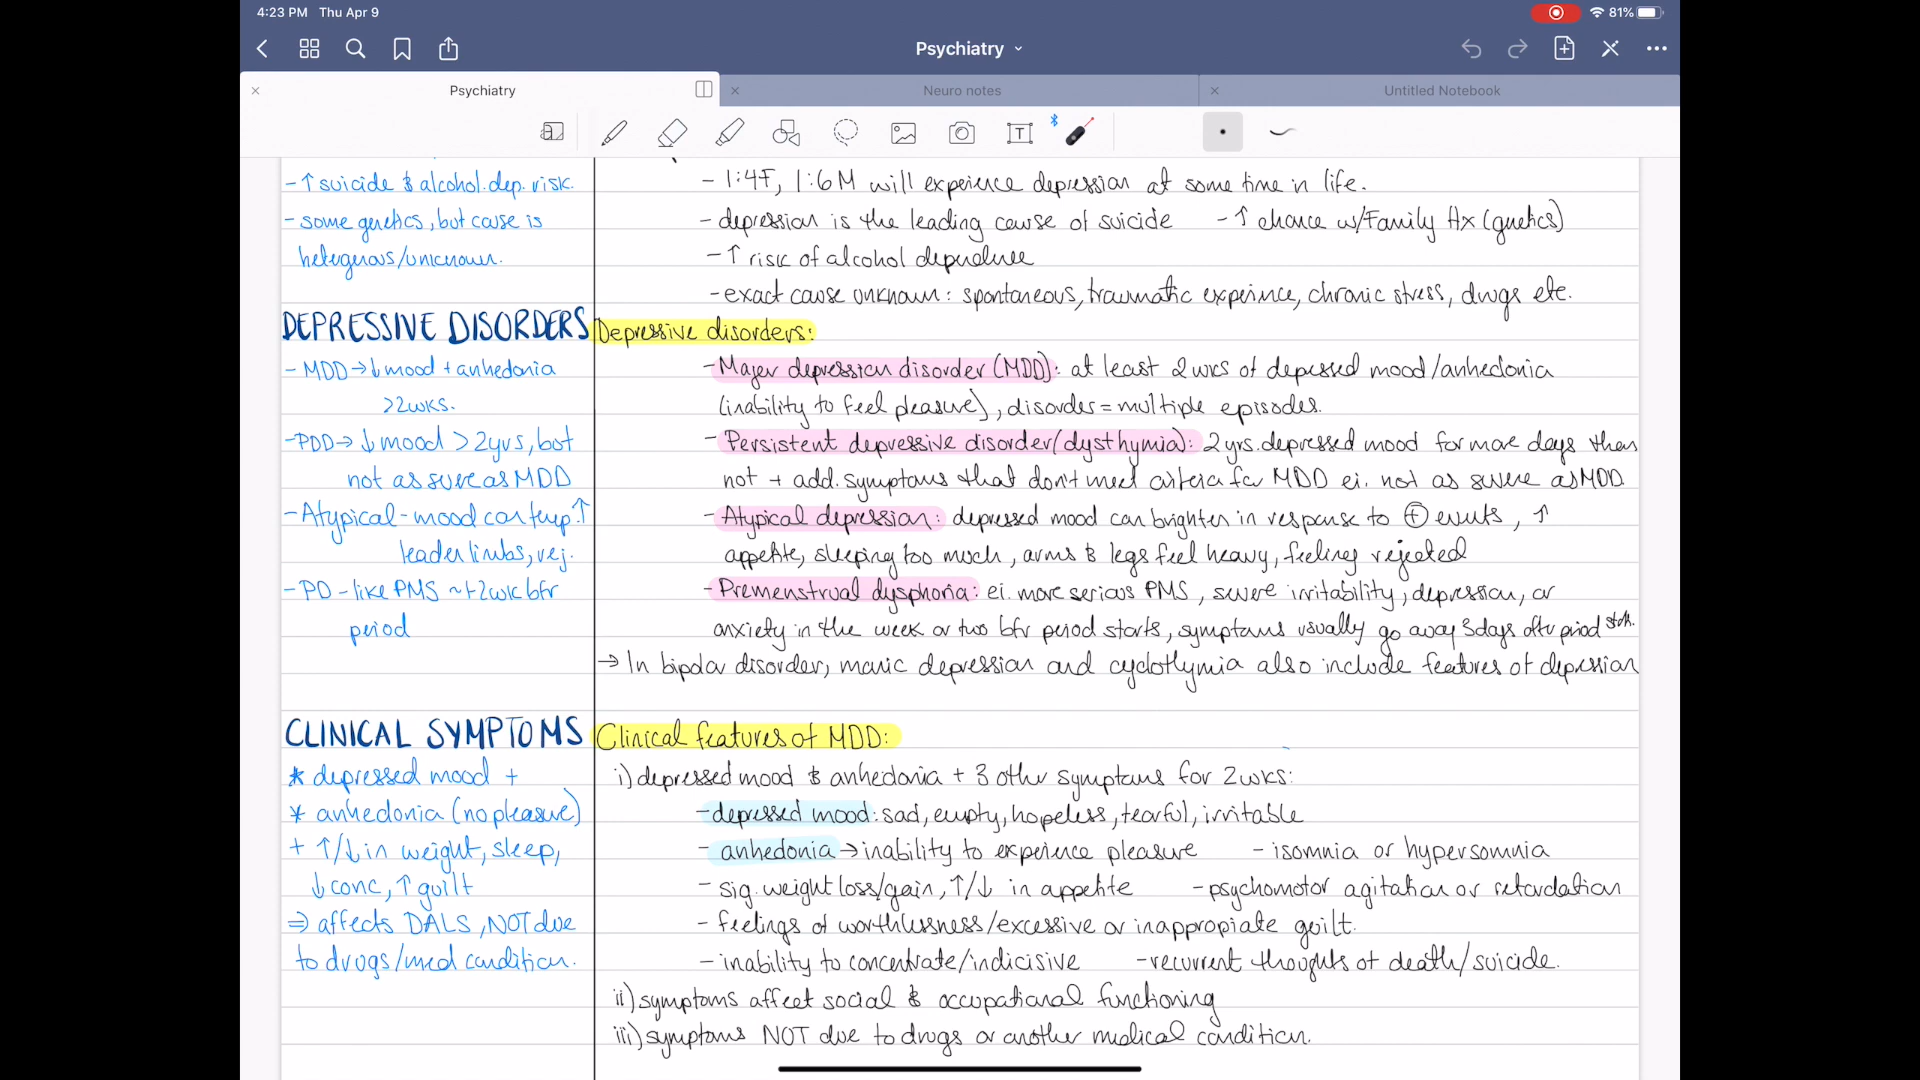 4:23 PM Thu Apr 9
81%
Psychiatry
Psychiatry
Neuro notes
Untitled Notebook
- ↑ suicide & alcohol.dep. risk.
- some genetics, but cause is
heterogenous/unknown.
- 1:4F, 1:6M will experience depression at some time in life.
- depression is the leading cause of suicide - ↑ chance w/Family Hx (genetics)
- ↑ risk of alcohol dependence
- exact cause unknown: spontaneous, traumatic experience, chronic stress, drugs etc.
DEPRESSIVE DISORDERS
- MDD → ↓ mood + anhedonia
>2wks.
- PDD → ↓ mood >2yrs, but
not as severe as MDD
- Atypical - mood can temp. ↑
leader limbs, rej.
- PD - like PMS ~1-2wk bfr
period
Depressive disorders:
- Major depression disorder (MDD): at least 2 wks of depressed mood/anhedonia
(inability to feel pleasure), disorder = multiple episodes.
- Persistent depressive disorder (dysthymia): 2 yrs. depressed mood for more days than
not + add. symptoms that don't meet criteria for MDD ei. not as severe as MDD
- Atypical depression: depressed mood can brighten in response to ⊕ events, ↑
appetite, sleeping too much, arms & legs feel heavy, feeling rejected
- Premenstrual dysphoria: ei. more serious PMS, severe irritability, depression, or
anxiety in the week or two bfr period starts, symptoms usually go away 3 days after period
→ In bipolar disorder, manic depression and cyclothymia also include features of depression
CLINICAL SYMPTOMS
* depressed mood +
* anhedonia (no pleasure)
+ ↑/↓ in weight, sleep,
↓ conc, ↑ guilt
⇒ affects DALS, NOT due
to drugs/med condition.
Clinical features of MDD:
i) depressed mood & anhedonia + 3 other symptoms for 2wks:
- depressed mood: sad, empty, hopeless, tearful, irritable
- anhedonia → inability to experience pleasure - isomnia or hypersomnia
- sig. weight loss/gain, ↑/↓ in appetite - psychomotor agitation or retardation
- feelings of worthlessness/excessive or inappropiate guilt.
- inability to concentrate/indicisive - recurrent thoughts of death/suicide.
ii) symptoms affect social & occupational functioning
iii) symptoms NOT due to drugs or another medical condition.